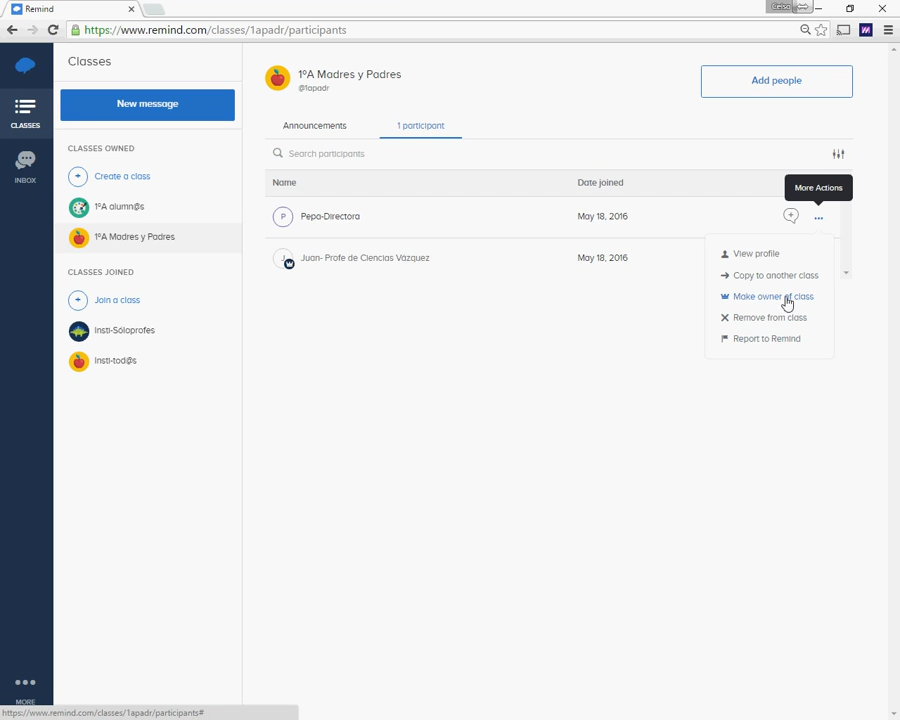 Remind
Celso
https://www.remind.com/classes/1apadr/participants
Classes
New message
CLASSES
INBOX
CLASSES OWNED
Create a class
1ºA alumn@s
1ºA Madres y Padres
CLASSES JOINED
Join a class
Insti-Sóloprofes
Insti-tod@s
MORE
1ºA Madres y Padres
@1apadr
Add people
Announcements
1 participant
Search participants
Name
Date joined
More Actions
P
Pepa-Directora
May 18, 2016
J
Juan- Profe de Ciencias Vázquez
May 18, 2016
View profile
Copy to another class
Make owner of class
Remove from class
Report to Remind
https://www.remind.com/classes/1apadr/participants#